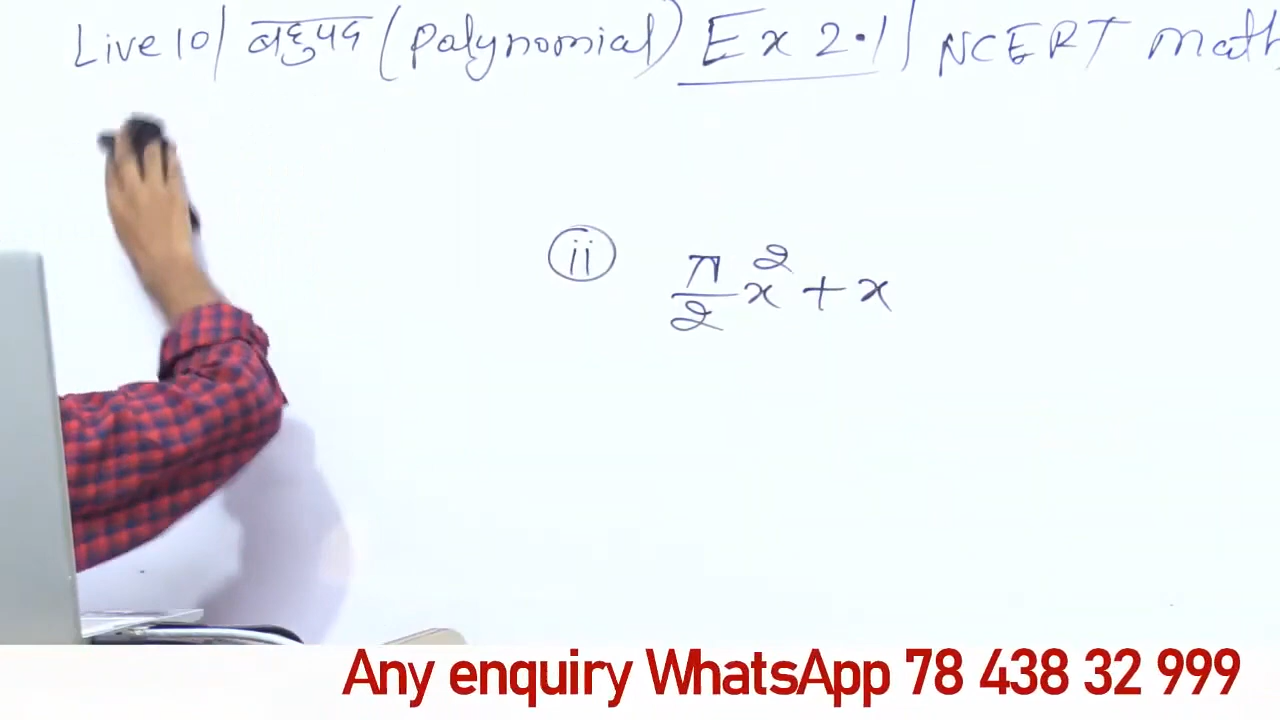 Live 10 | बहुपद (Polynomial) Ex 2.1 | NCERT math
ii π/2 x² + x
Any enquiry WhatsApp 78 438 32 999